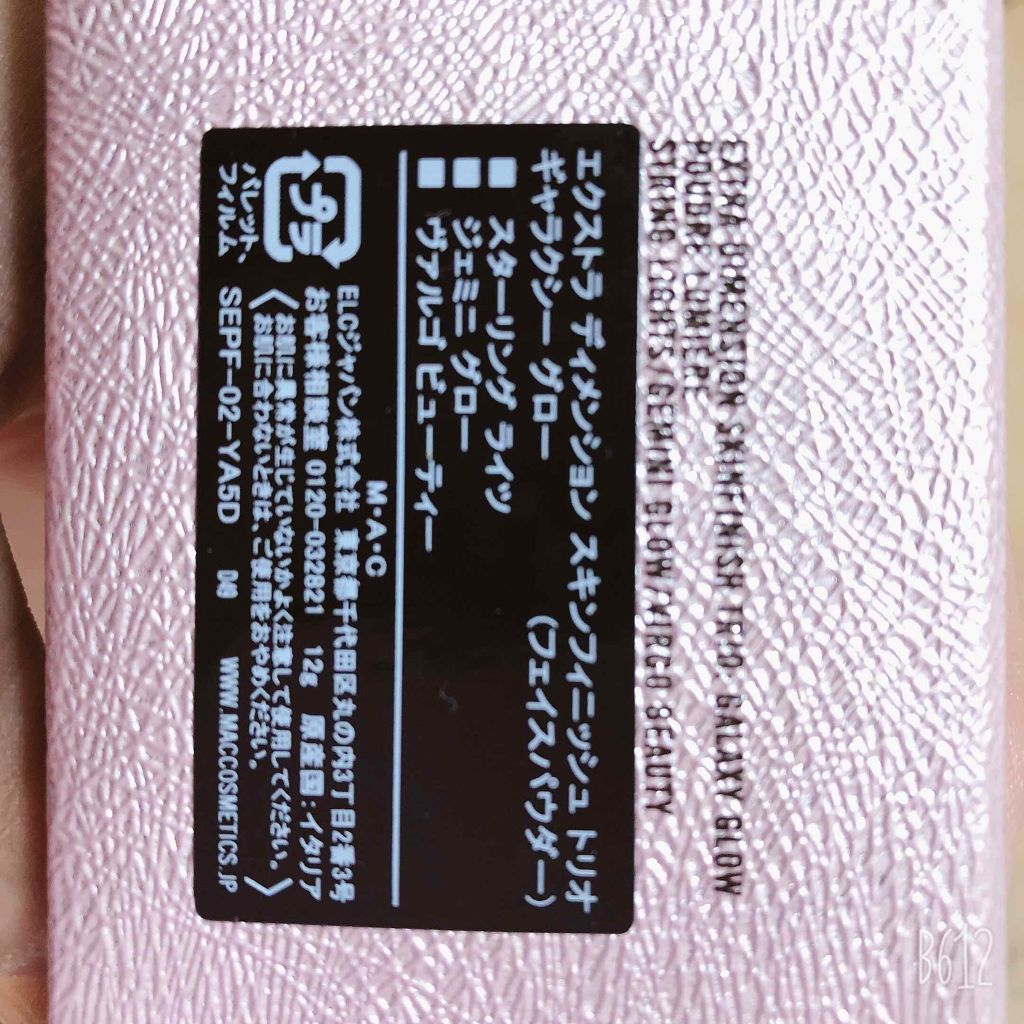 EXTRA DIMENSION SKINFINISH TRIO: GALAXY GLOW
POUDRE LUMIERE
STARING LIGHTS/GEMINI GLOW/VIRGO BEAUTY
エクストラ ディメンション スキンフィニッシュ トリオ
ギャラクシー グロー (フェイスパウダー)
スターリング ライツ
ジェミニ グロー
ヴァルゴ ビューティー
M・A・C
ELCジャパン株式会社 東京都千代田区丸の内3丁目2番3号
お客様相談室 0120-032821 12g 原産国:イタリア
〈お肌に異常が生じていないかよく注意して使用してください。
お肌に合わないときは、ご使用をおやめください。〉
SEPF-02-YA5D D49 WWW.MACCOSMETICS.JP
プラ
パレット、
フィルム
B612